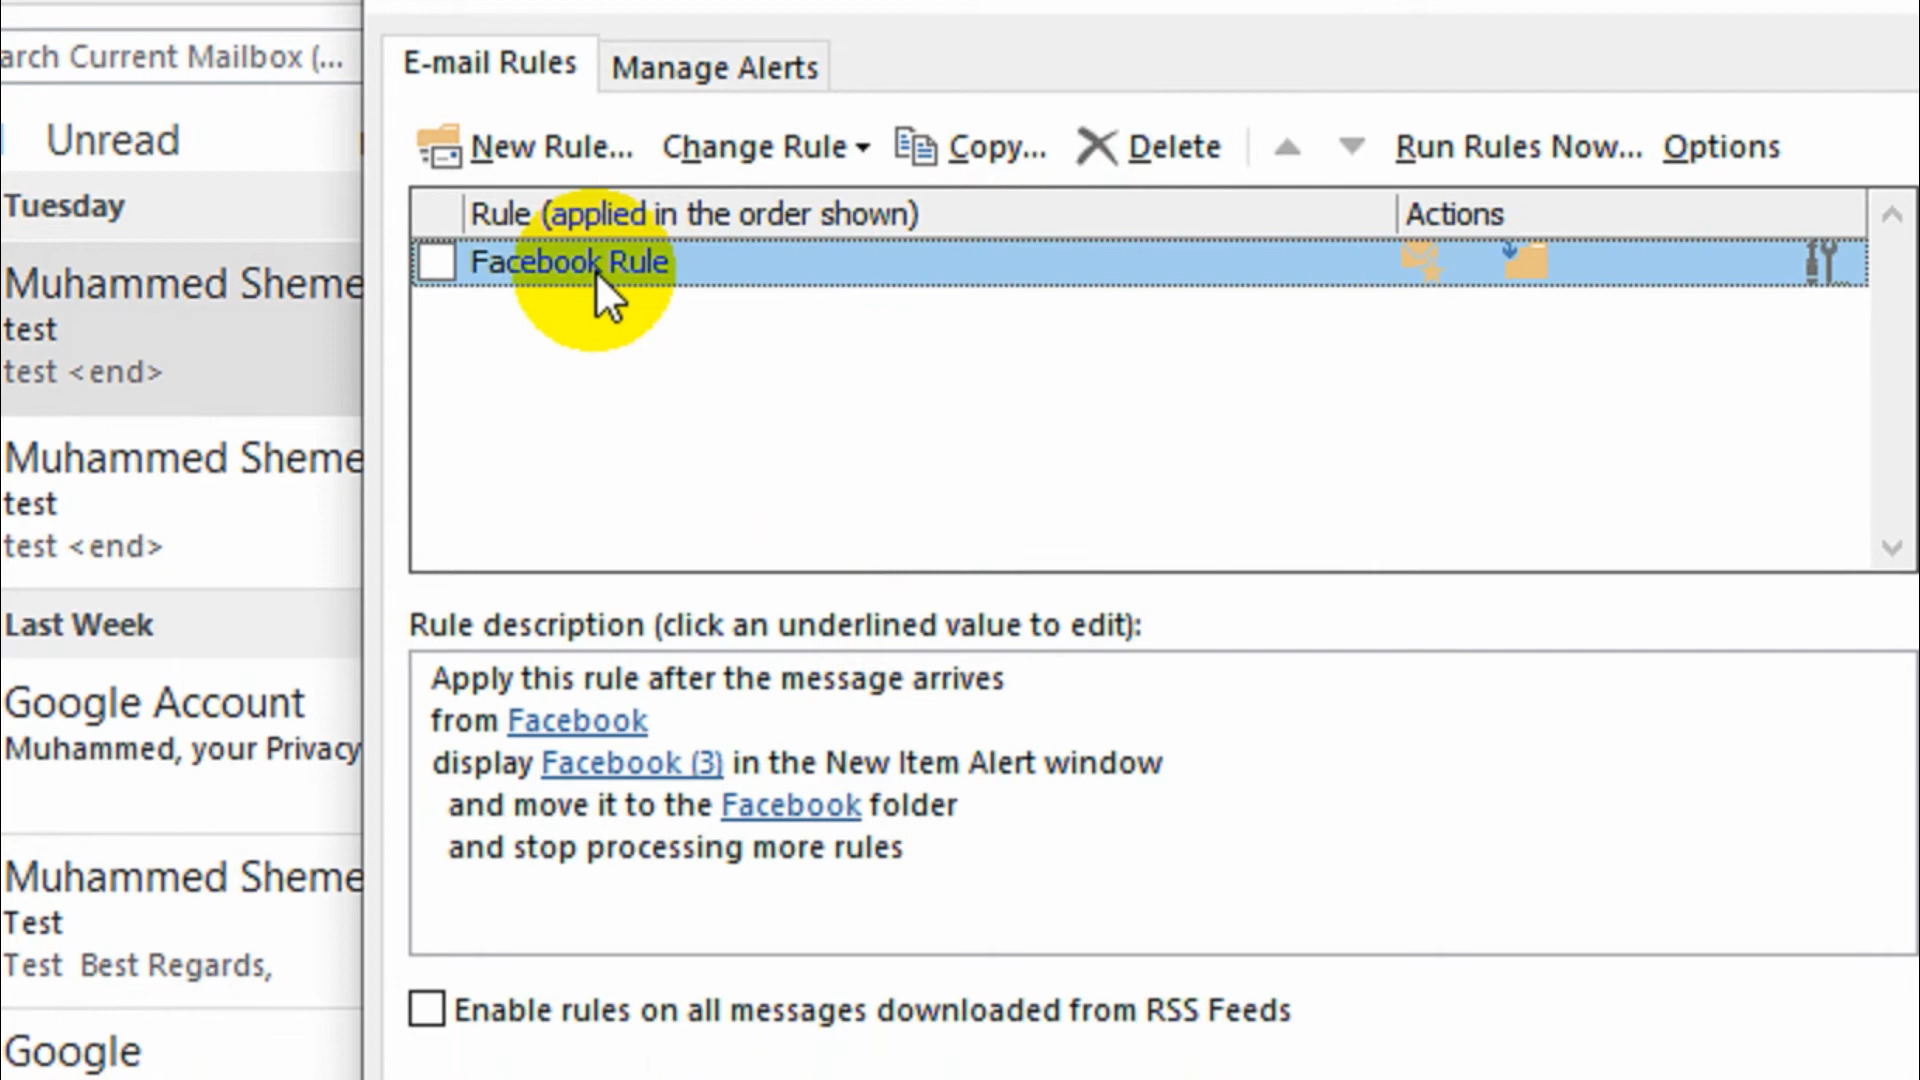 arch Current Mailbox (...
Unread
Tuesday
Muhammed Sheme
test
test <end>
Muhammed Sheme
test
test <end>
Last Week
Google Account
Muhammed, your Privacy
Muhammed Sheme
Test
Test Best Regards,
Google
E-mail Rules
Manage Alerts
New Rule... Change Rule Copy... Delete Run Rules Now... Options
Rule (applied in the order shown) Actions
Facebook Rule
Rule description (click an underlined value to edit):
Apply this rule after the message arrives
from Facebook
display Facebook (3) in the New Item Alert window
and move it to the Facebook folder
and stop processing more rules
Enable rules on all messages downloaded from RSS Feeds